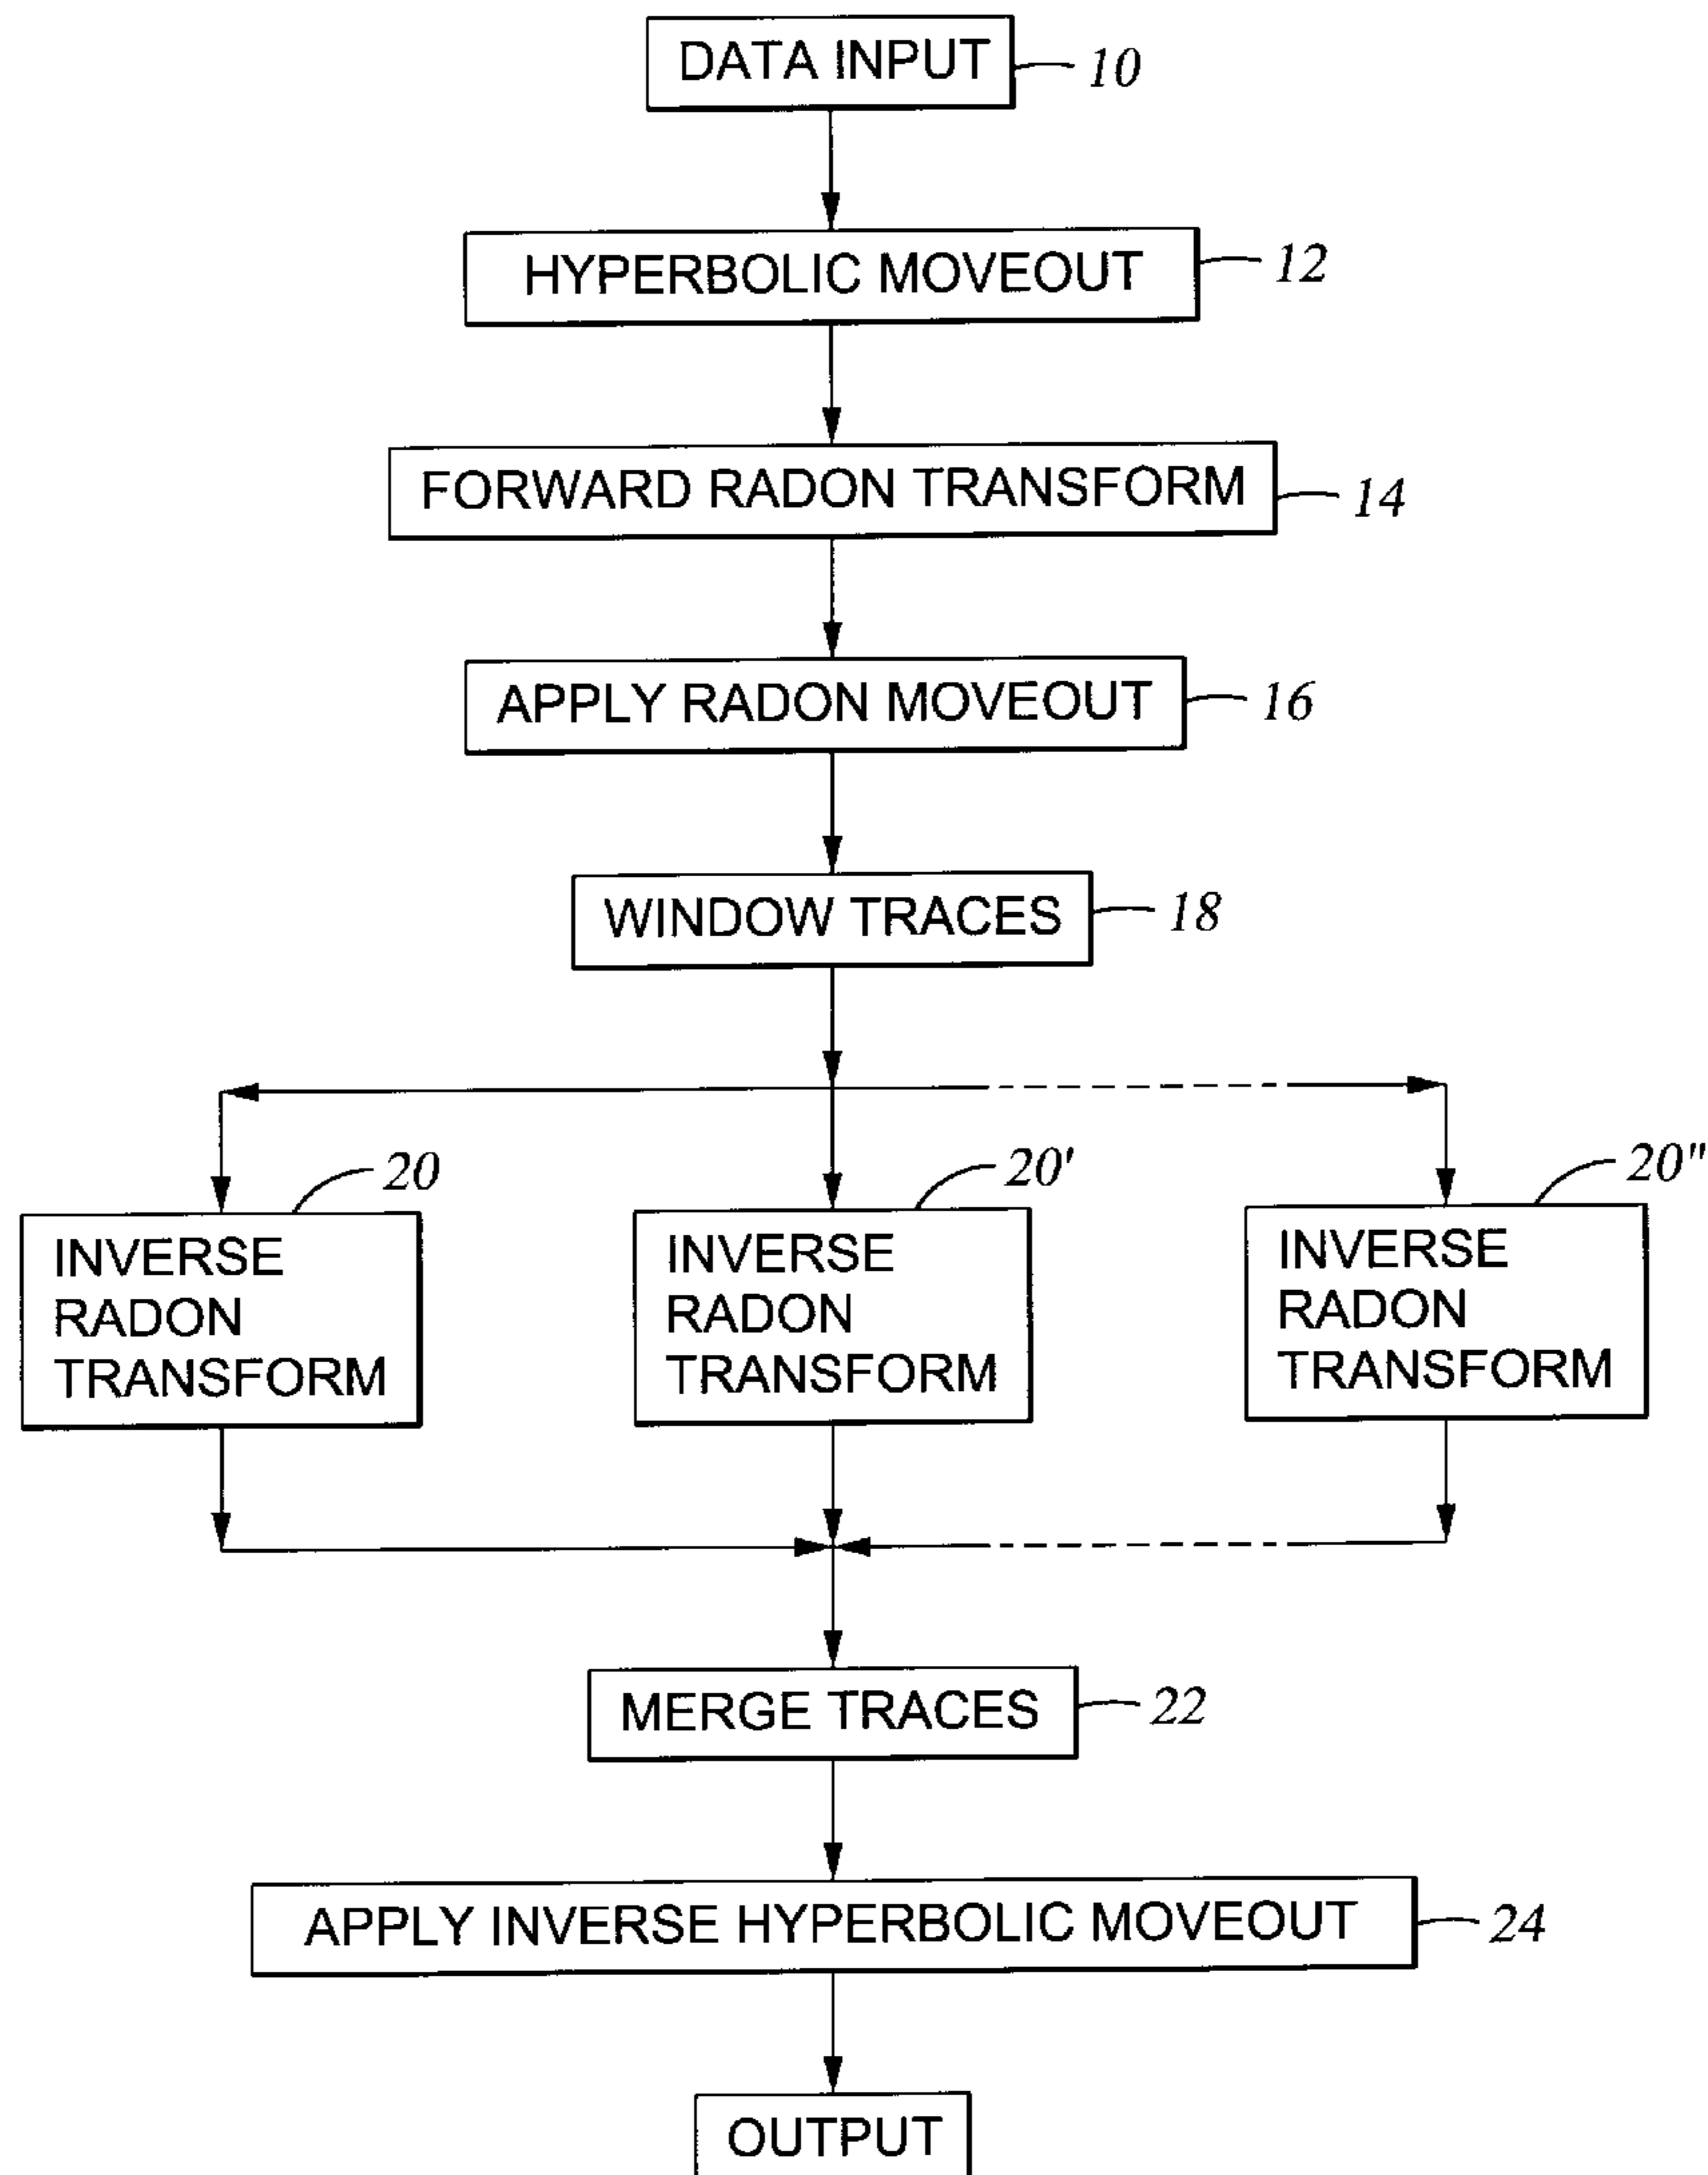 DATA INPUT
10
HYPERBOLIC MOVEOUT
12
FORWARD RADON TRANSFORM
14
APPLY RADON MOVEOUT
16
WINDOW TRACES
18
20
INVERSE
RADON
TRANSFORM
20'
INVERSE
RADON
TRANSFORM
20"
INVERSE
RADON
TRANSFORM
MERGE TRACES
22
APPLY INVERSE HYPERBOLIC MOVEOUT
24
OUTPUT